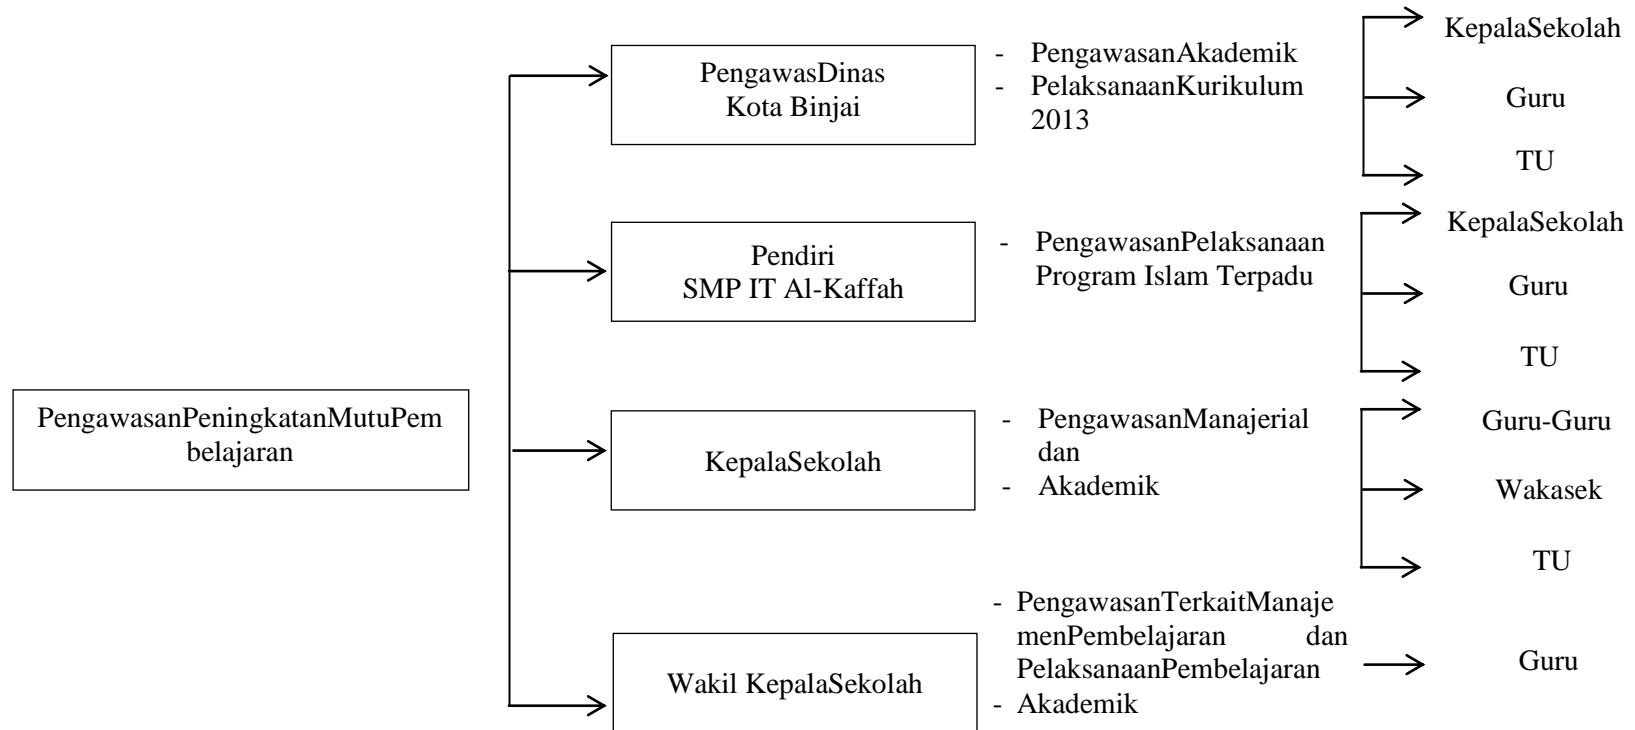 PengawasanPeningkatanMutuPem
belajaran
PengawasDinas
Kota Binjai
- PengawasanAkademik
- PelaksanaanKurikulum
2013
KepalaSekolah
Guru
TU
Pendiri
SMP IT Al-Kaffah
- PengawasanPelaksanaan
Program Islam Terpadu
KepalaSekolah
Guru
TU
KepalaSekolah
- PengawasanManajerial
dan
- Akademik
Guru-Guru
Wakasek
TU
Wakil KepalaSekolah
- PengawasanTerkaitManaje
menPembelajaran dan
PelaksanaanPembelajaran
- Akademik
Guru